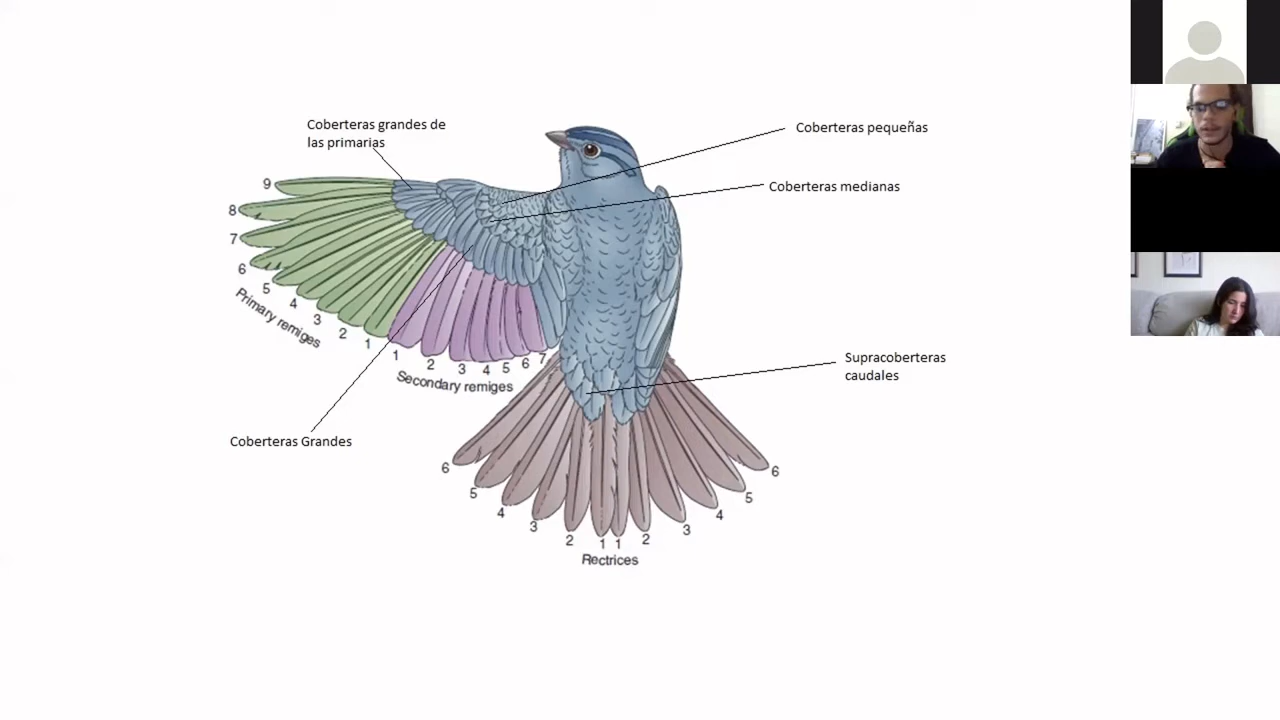 Coberteras grandes de
las primarias
Coberteras pequeñas
Coberteras medianas
9
8
7
6
5
4
3
2
1
Primary remiges
1
2
3
4
5
6
7
Secondary remiges
Supracoberteras
caudales
Coberteras Grandes
6
5
4
3
2
1
1
2
3
4
5
6
Rectrices